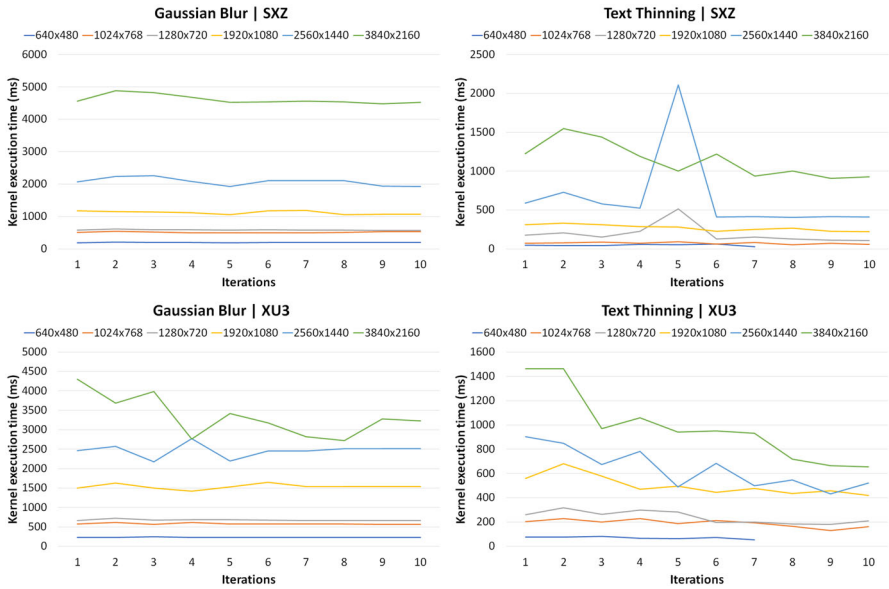 Gaussian Blur | SXZ
640x480 1024x768 1280x720 1920x1080 2560x1440 3840x2160
Kernel execution time (ms)
6000
5000
4000
3000
2000
1000
0
1 2 3 4 5 6 7 8 9 10
Iterations
Text Thinning | SXZ
640x480 1024x768 1280x720 1920x1080 2560x1440 3840x2160
Kernel execution time (ms)
2500
2000
1500
1000
500
0
1 2 3 4 5 6 7 8 9 10
Iterations
Gaussian Blur | XU3
640x480 1024x768 1280x720 1920x1080 2560x1440 3840x2160
Kernel execution time (ms)
5000
4500
4000
3500
3000
2500
2000
1500
1000
500
0
1 2 3 4 5 6 7 8 9 10
Iterations
Text Thinning | XU3
640x480 1024x768 1280x720 1920x1080 2560x1440 3840x2160
Kernel execution time (ms)
1600
1400
1200
1000
800
600
400
200
0
1 2 3 4 5 6 7 8 9 10
Iterations